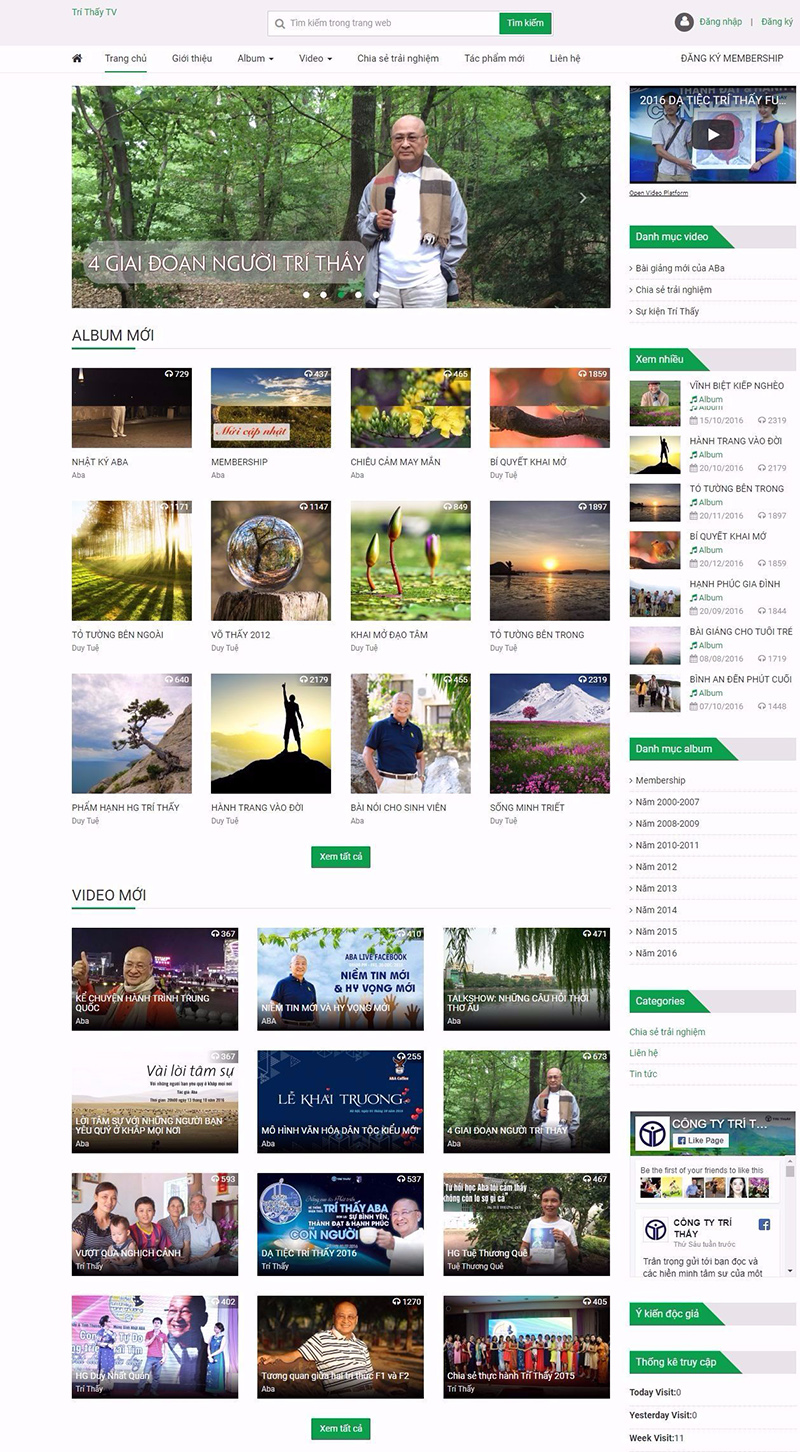 Trí Thấy TV
Tìm kiếm trong trang web
Tìm kiếm
Đăng nhập | Đăng ký
Trang chủ
Giới thiệu
Album
Video
Chia sẻ trải nghiệm
Tác phẩm mới
Liên hệ
ĐĂNG KÝ MEMBERSHIP
4 GIAI ĐOẠN NGƯỜI TRÍ THẤY
ALBUM MỚI
729
437
465
1859
Mới cập nhật
NHẬT KÝ ABA
MEMBERSHIP
CHIÊU CẢM MAY MẮN
BÍ QUYẾT KHAI MỞ
Aba
Aba
Aba
Duy Tuệ
1171
1147
849
1897
TỎ TƯỜNG BÊN NGOÀI
VÕ THẤY 2012
KHAI MỞ ĐẠO TÂM
TỎ TƯỜNG BÊN TRONG
Duy Tuệ
Duy Tuệ
Duy Tuệ
Duy Tuệ
640
2179
455
2319
PHẨM HẠNH HG TRÍ THẤY
HÀNH TRANG VÀO ĐỜI
BÀI NÓI CHO SINH VIÊN
SỐNG MINH TRIẾT
Duy Tuệ
Duy Tuệ
Aba
Duy Tuệ
Xem tất cả
VIDEO MỚI
367
KỂ CHUYỆN HÀNH TRÌNH TRUNG
QUỐC
Aba
410
ABA LIVE FACEBOOK
NIỀM TIN MỚI
& HY VỌNG MỚI
NIỀM TIN MỚI VÀ HY VỌNG MỚI
ABA
471
TALKSHOW: NHỮNG CÂU HỎI THỜI
THƠ ẤU
Aba
367
Vài lời tâm sự
LỜI TÂM SỰ VỚI NHỮNG NGƯỜI BẠN
YÊU QUÝ Ở KHẮP MỌI NƠI
Aba
255
ABA Coffee
LỄ KHAI TRƯƠNG
MÔ HÌNH VĂN HÓA DÂN TỘC KIỂU MỚI
Aba
673
4 GIAI ĐOẠN NGƯỜI TRÍ THẤY
Aba
593
VƯỢT QUA NGHỊCH CẢNH
Trí Thấy
537
TRÍ THẤY ABA
SỰ BÌNH YÊN,
THÀNH ĐẠT & HẠNH PHÚC
CON NGƯỜI
DẠ TIỆC TRÍ THẤY 2016
Trí Thấy
467
Từ hồi học Aba tôi cảm thấy
không còn lo sợ gì cả
HG Tuệ Thương Quê
Tuệ Thương Quê
402
HG Duy Nhất Quán
Trí Thấy
1270
Tương quan giữa hai tri thức F1 và F2
Aba
405
Chia sẻ thực hành Trí Thấy 2015
Trí Thấy
Xem tất cả
2016 DẠ TIỆC TRÍ THẤY FU...
Open Video Platform
Danh mục video
Bài giảng mới của ABa
Chia sẻ trải nghiệm
Sự kiện Trí Thấy
Xem nhiều
VĨNH BIỆT KIẾP NGHÈO
Album
Album
15/10/2016 2319
HÀNH TRANG VÀO ĐỜI
Album
20/10/2016 2179
TỎ TƯỜNG BÊN TRONG
Album
20/11/2016 1897
BÍ QUYẾT KHAI MỞ
Album
20/12/2016 1859
HẠNH PHÚC GIA ĐÌNH
Album
20/09/2016 1844
BÀI GIẢNG CHO TUỔI TRẺ
Album
08/08/2016 1719
BÌNH AN ĐẾN PHÚT CUỐI
Album
07/10/2016 1448
Danh mục album
Membership
Năm 2000-2007
Năm 2008-2009
Năm 2010-2011
Năm 2012
Năm 2013
Năm 2014
Năm 2015
Năm 2016
Categories
Chia sẻ trải nghiệm
Liên hệ
Tin tức
CÔNG TY TRÍ T...
Like Page
Be the first of your friends to like this
CÔNG TY TRÍ
THẤY
Thứ Sáu tuần trước
Trân trọng gửi tới bạn đọc và
các hiền minh tâm sự của một
Ý kiến độc giả
Thống kê truy cập
Today Visit:0
Yesterday Visit:0
Week Visit:11